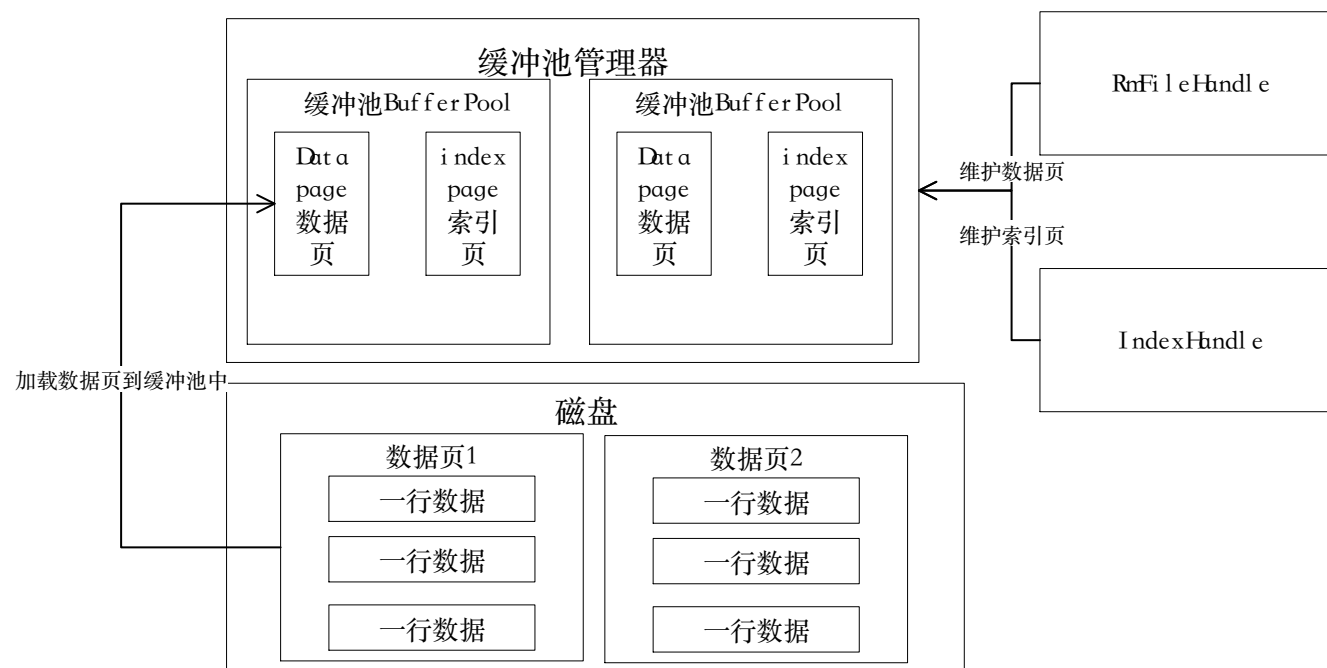 缓冲池管理器
缓冲池BufferPool
Data
page
数据
页
index
page
索引
页
缓冲池BufferPool
Data
page
数据
页
index
page
索引
页
RmFileHandle
维护数据页
维护索引页
IndexHandle
加载数据页到缓冲池中
磁盘
数据页1
一行数据
一行数据
一行数据
数据页2
一行数据
一行数据
一行数据